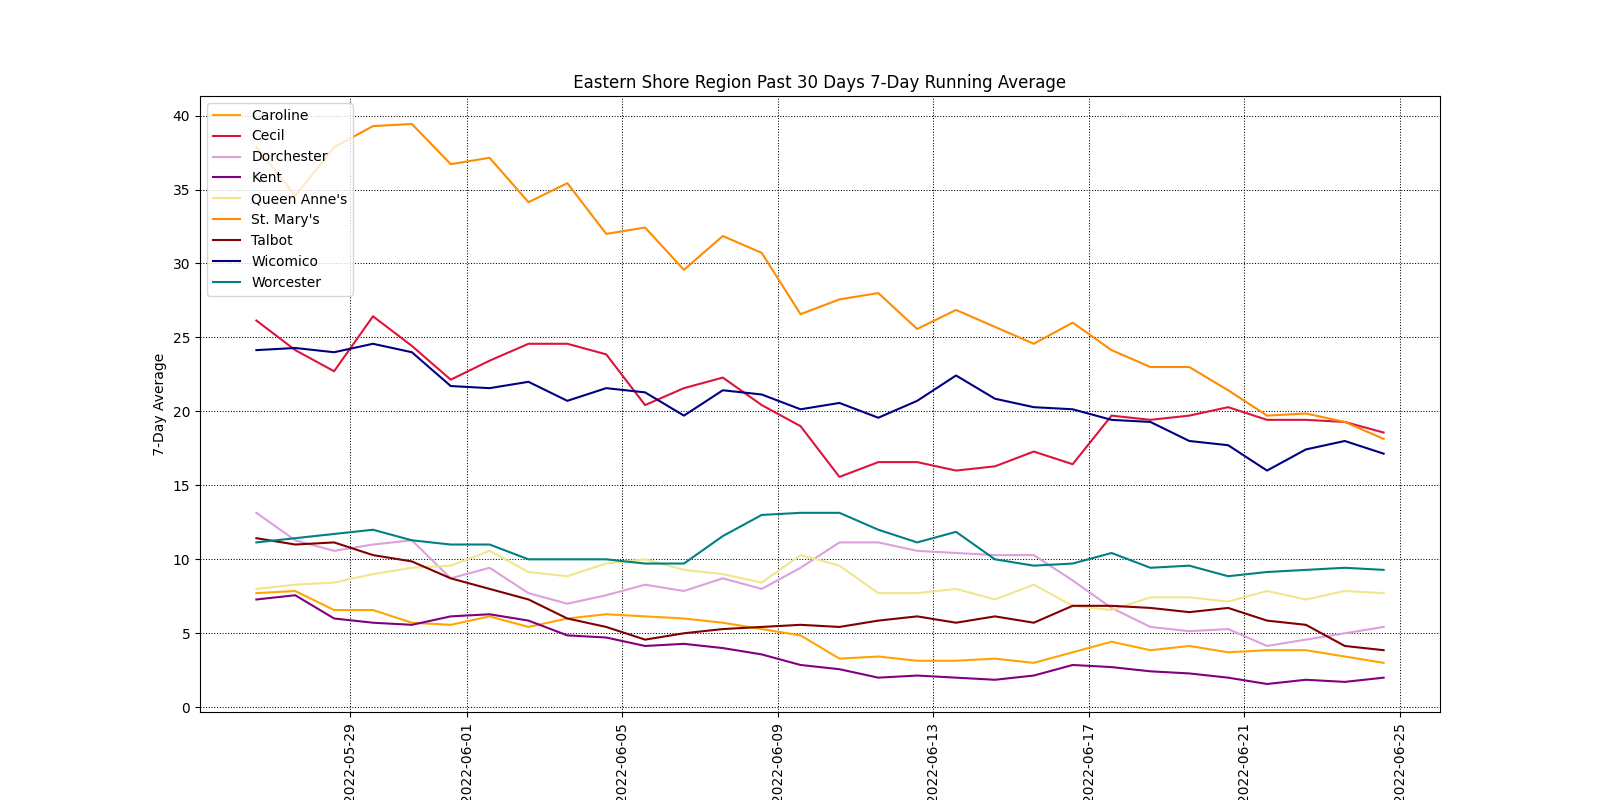 Eastern Shore Region Past 30 Days 7-Day Running Average
40
35
30
25
20
15
10
5
0
7-Day Average
Caroline
Cecil
Dorchester
Kent
Queen Anne's
St. Mary's
Talbot
Wicomico
Worcester
2022-05-29
2022-06-01
2022-06-05
2022-06-09
2022-06-13
2022-06-17
2022-06-21
2022-06-25